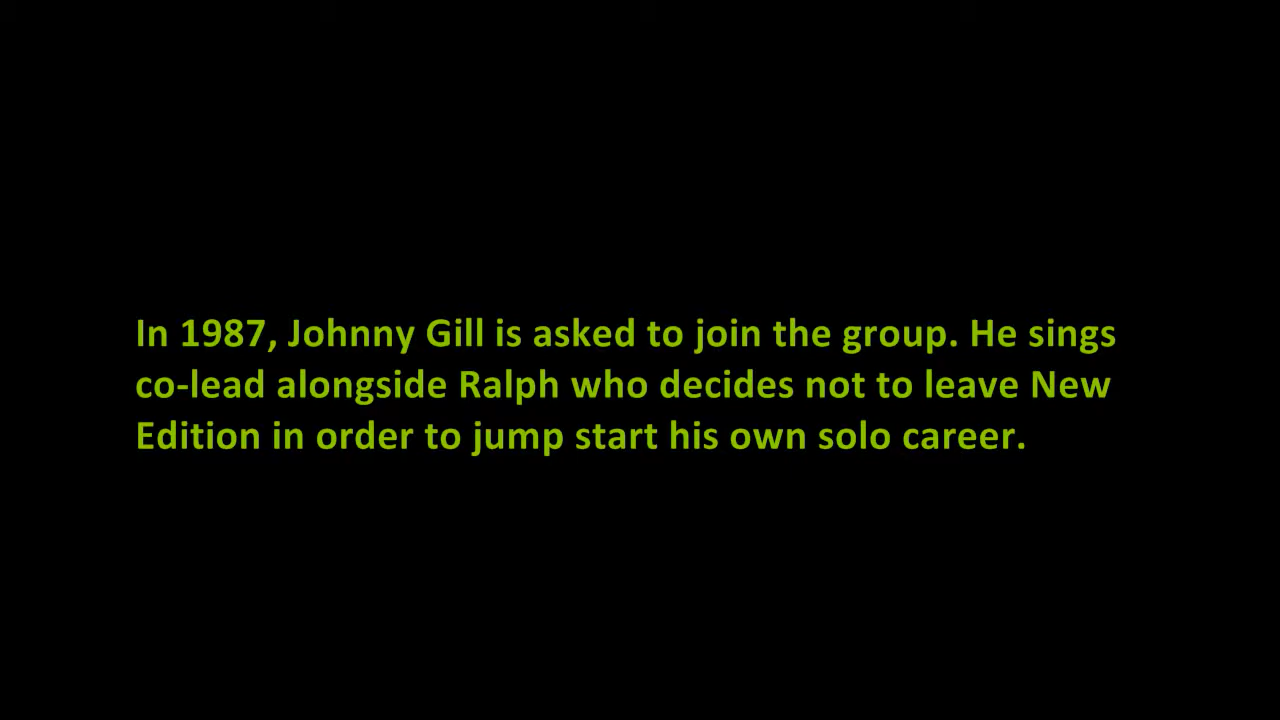 In 1987, Johnny Gill is asked to join the group. He sings
co-lead alongside Ralph who decides not to leave New
Edition in order to jump start his own solo career.